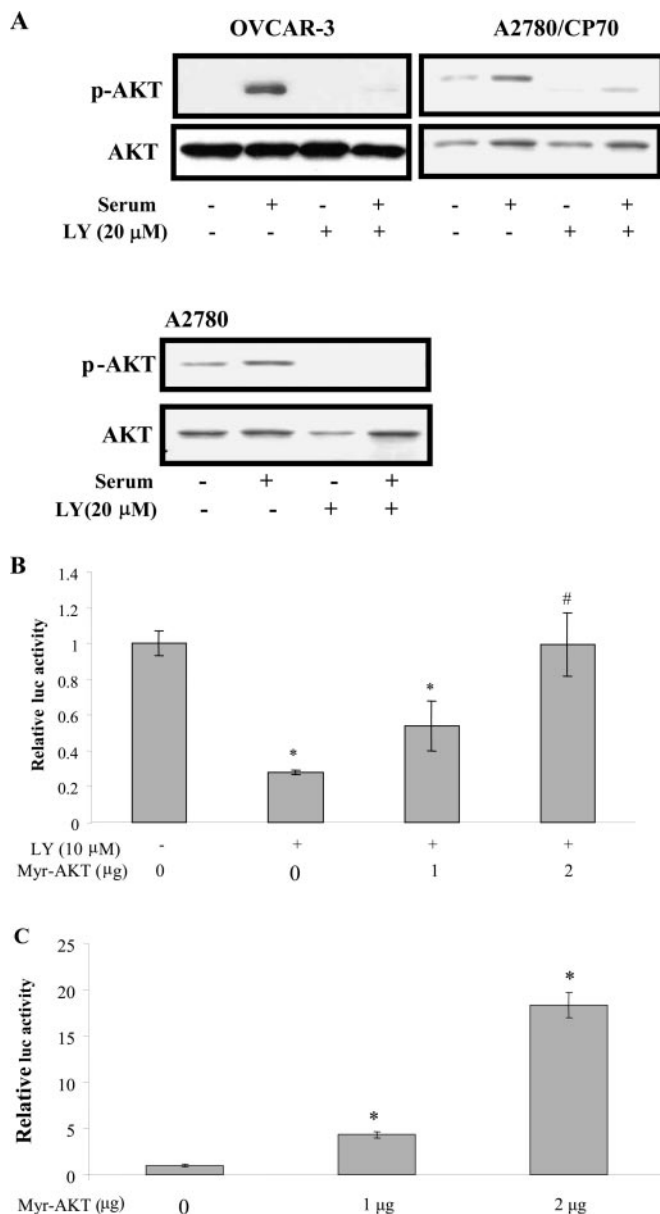 A
OVCAR-3 A2780/CP70
p-AKT
AKT
Serum - + - + - + - +
LY (20 μM) - - + + - - + +
A2780
p-AKT
AKT
Serum - + - +
LY(20 μM) - - + +
B
Relative luc activity
1.4
1.2
1
0.8
0.6
0.4
0.2
0
* * #
LY (10 μM) - + + +
Myr-AKT (μg) 0 0 1 2
C
Relative luc activity
25
20
15
10
5
0
* *
Myr-AKT (μg) 0 1 μg 2 μg